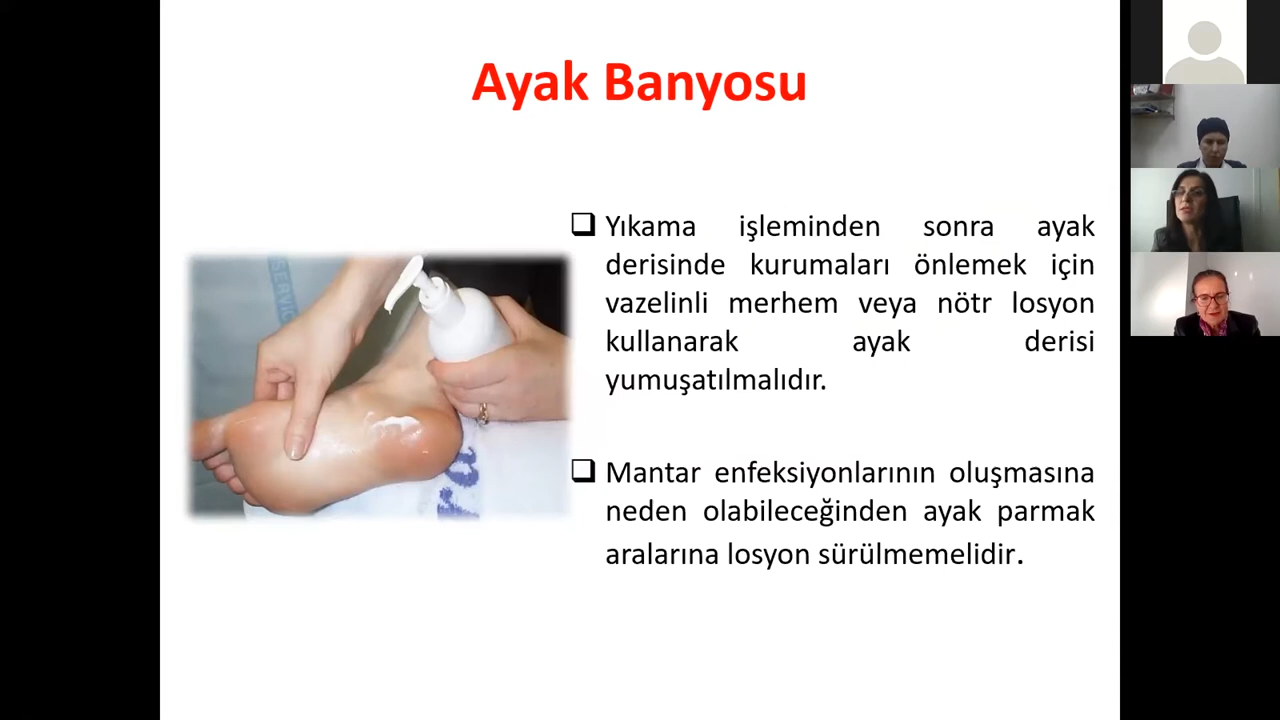 Ayak Banyosu
Yıkama işleminden sonra ayak
derisinde kurumaları önlemek için
vazelinli merhem veya nötr losyon
kullanarak ayak derisi
yumuşatılmalıdır.
Mantar enfeksiyonlarının oluşmasına
neden olabileceğinden ayak parmak
aralarına losyon sürülmemelidir.